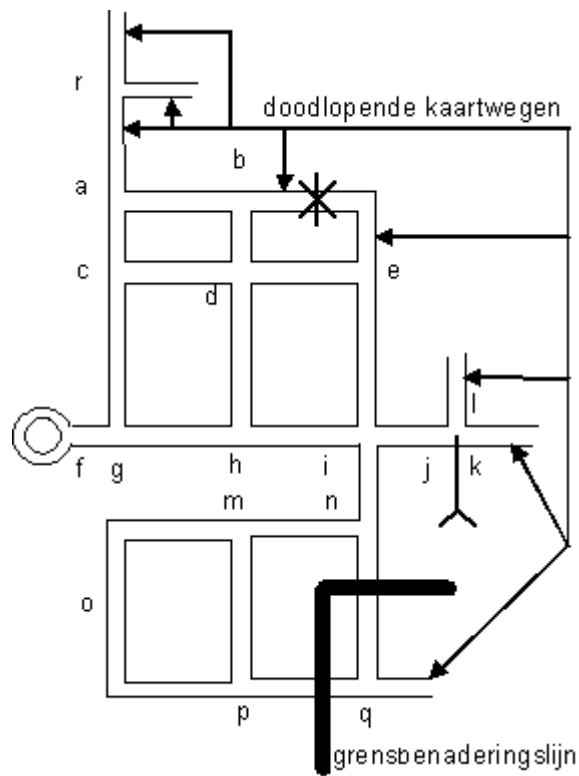 r
doodlopende kaartwegen
b
a
c
e
d
l
f g h i j k
m n
o
p q
grensbenaderingslijn